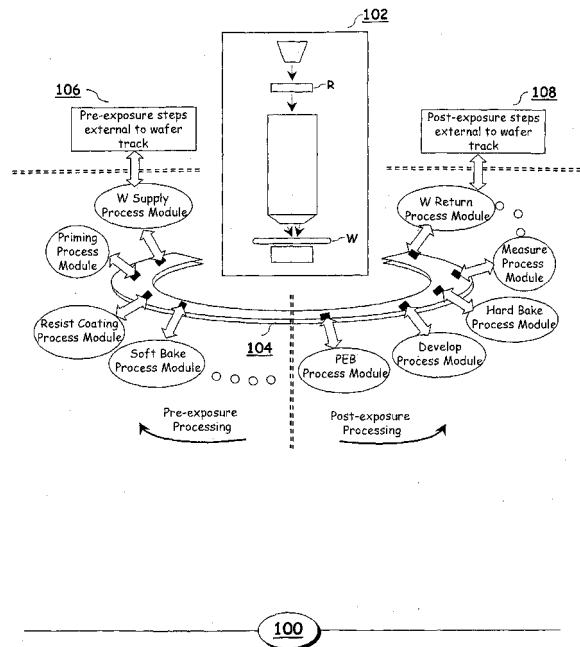 102
106
R
108
Pre-exposure steps
external to wafer
track
Post-exposure steps
external to wafer
track
W Supply
Process Module
W
W Return
Process Module
Priming
Process
Module
Measure
Process
Module
Resist Coating
Process Module
Hard Bake
Process Module
Soft Bake
Process Module
104
PEB
Process Module
Develop
Process Module
Pre-exposure
Processing
Post-exposure
Processing
100